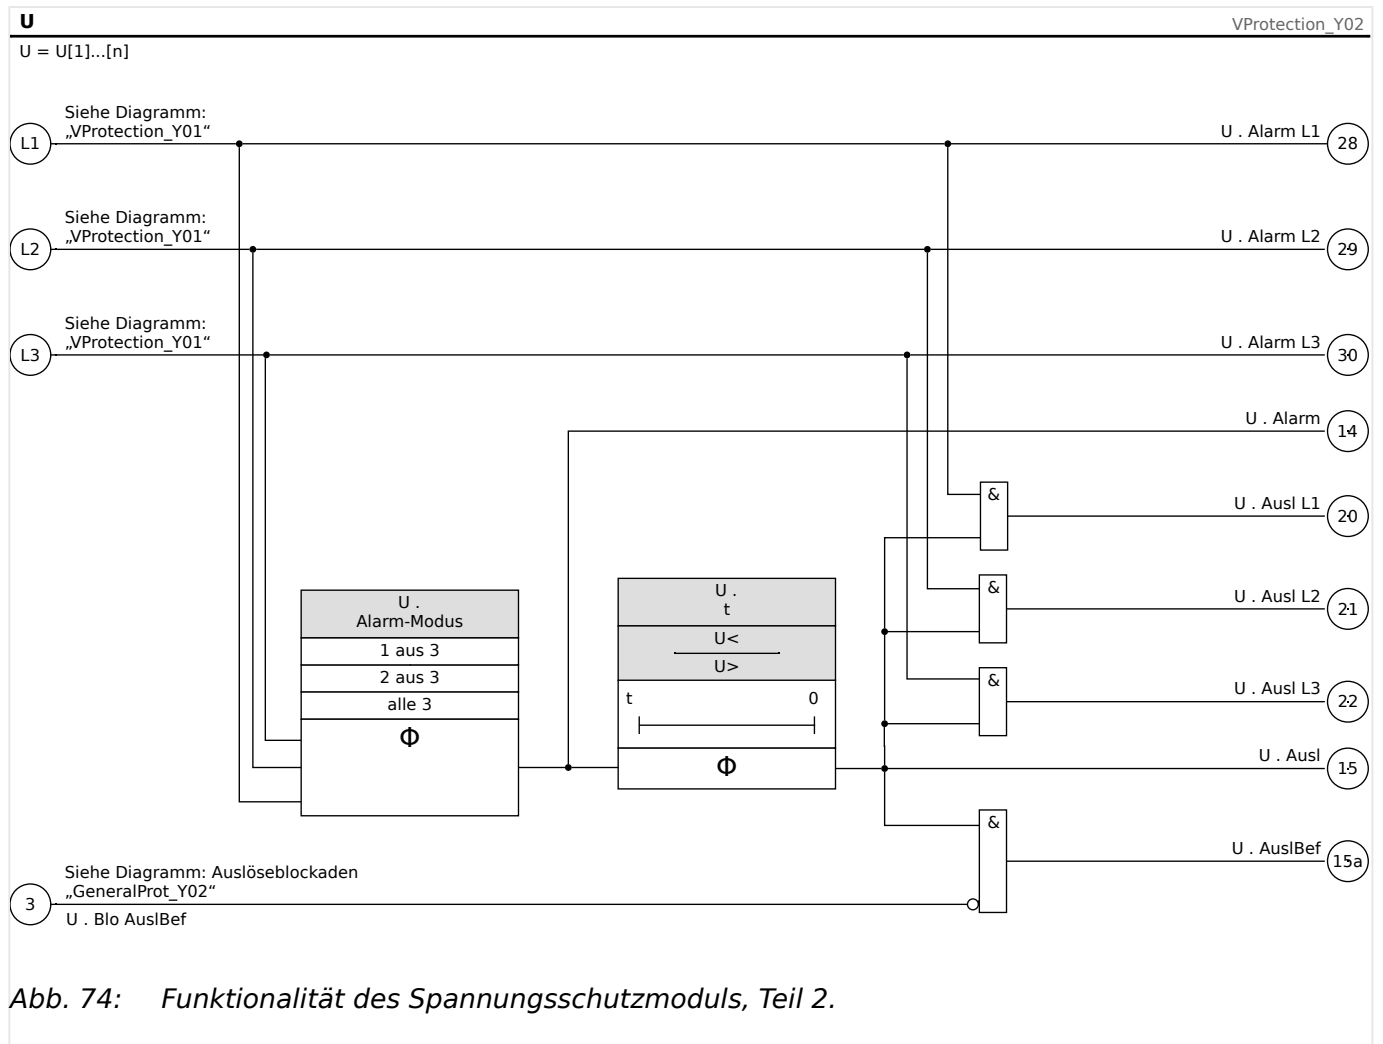 U
VProtection_Y02
U = U[1]...[n]
Siehe Diagramm:
„VProtection_Y01“
L1
U . Alarm L1
28
Siehe Diagramm:
„VProtection_Y01“
L2
U . Alarm L2
29
Siehe Diagramm:
„VProtection_Y01“
L3
U . Alarm L3
30
U . Alarm
14
&
U . Ausl L1
20
&
U . Ausl L2
21
&
U . Ausl L3
22
U .
Alarm-Modus
1 aus 3
2 aus 3
alle 3
Φ
U .
t
U<
U>
t 0
Φ
U . Ausl
15
&
U . AuslBef
15a
Siehe Diagramm: Auslöseblockaden
„GeneralProt_Y02“
3
U . Blo AuslBef
Abb. 74: Funktionalität des Spannungsschutzmoduls, Teil 2.